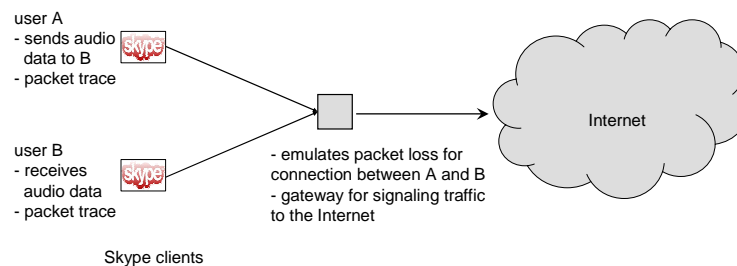 user A
- sends audio
data to B
- packet trace
skype
user B
- receives
audio data
- packet trace
skype
- emulates packet loss for
connection between A and B
- gateway for signaling traffic
to the Internet
Internet
Skype clients